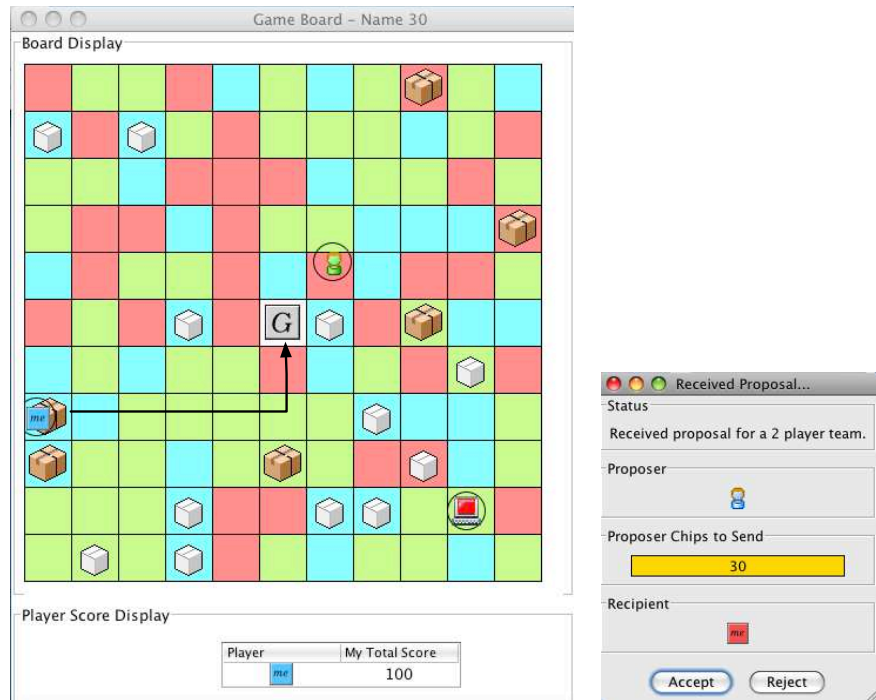 Game Board – Name 30
Board Display
G
me
Player Score Display
Player My Total Score
me 100
Received Proposal...
Status
Received proposal for a 2 player team.
Proposer
Proposer Chips to Send
30
Recipient
me
Accept Reject